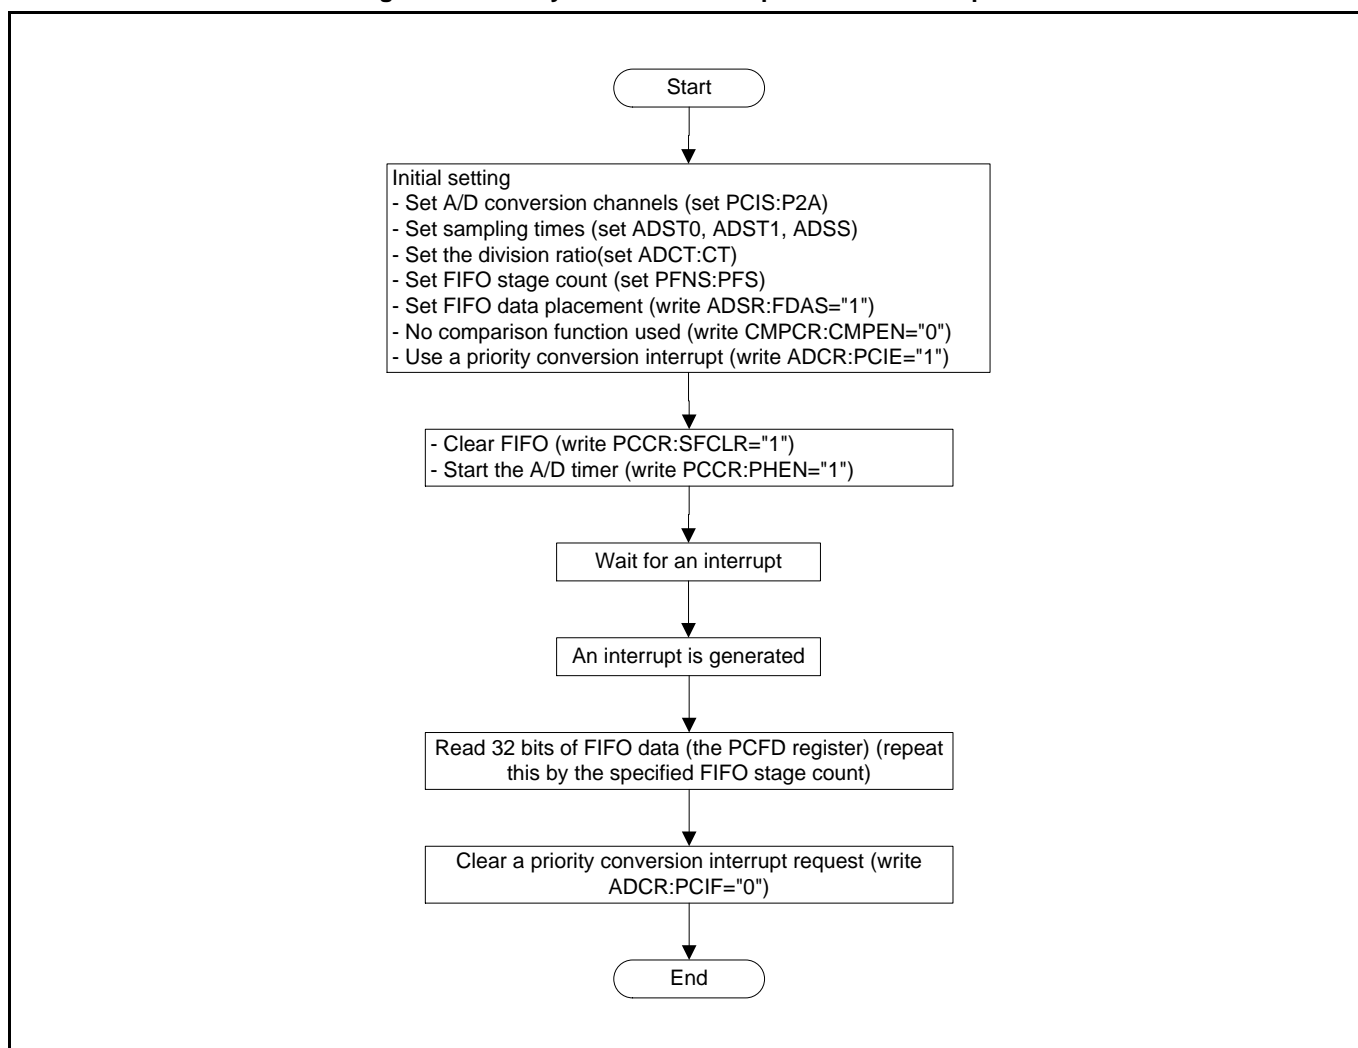 Start
Initial setting
- Set A/D conversion channels (set PCIS:P2A)
- Set sampling times (set ADST0, ADST1, ADSS)
- Set the division ratio(set ADCT:CT)
- Set FIFO stage count (set PFNS:PFS)
- Set FIFO data placement (write ADSR:FDAS="1")
- No comparison function used (write CMPCR:CMPEN="0")
- Use a priority conversion interrupt (write ADCR:PCIE="1")
- Clear FIFO (write PCCR:SFCLR="1")
- Start the A/D timer (write PCCR:PHEN="1")
Wait for an interrupt
An interrupt is generated
Read 32 bits of FIFO data (the PCFD register) (repeat
this by the specified FIFO stage count)
Clear a priority conversion interrupt request (write
ADCR:PCIF="0")
End